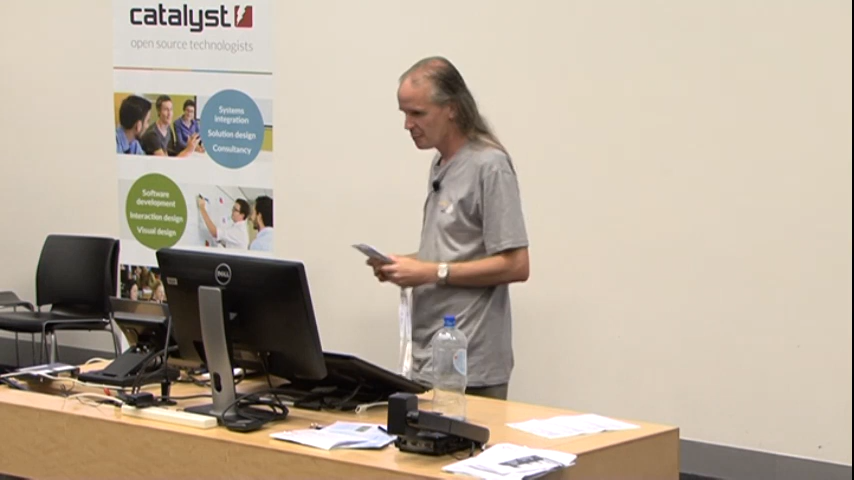 catalyst
open source technologists
Systems
integration
Solution design
Consultancy
Software
development
Interaction design
Visual design
DELL